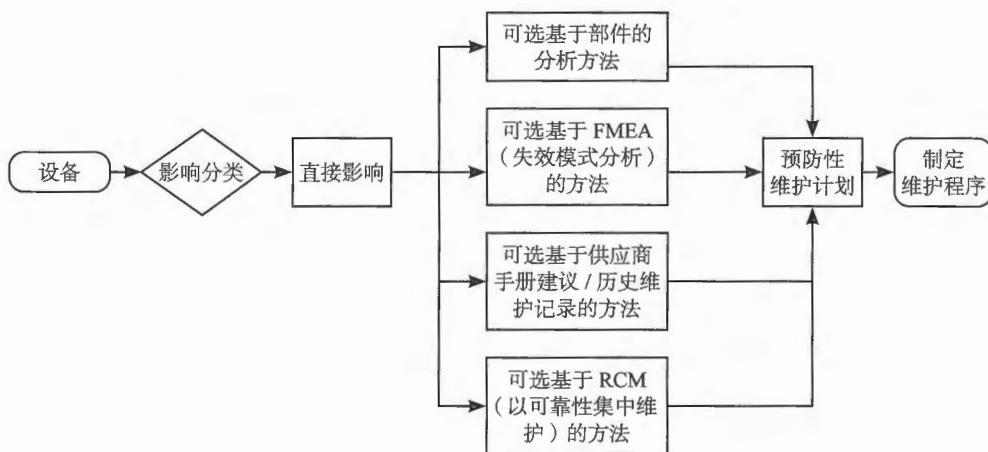 设备
影响分类
直接影响
可选基于部件的
分析方法
可选基于 FMEA
（失效模式分析）
的方法
可选基于供应商
手册建议 / 历史维
护记录的方法
可选基于 RCM
（以可靠性集中维
护）的方法
预防性
维护计划
制定
维护程序